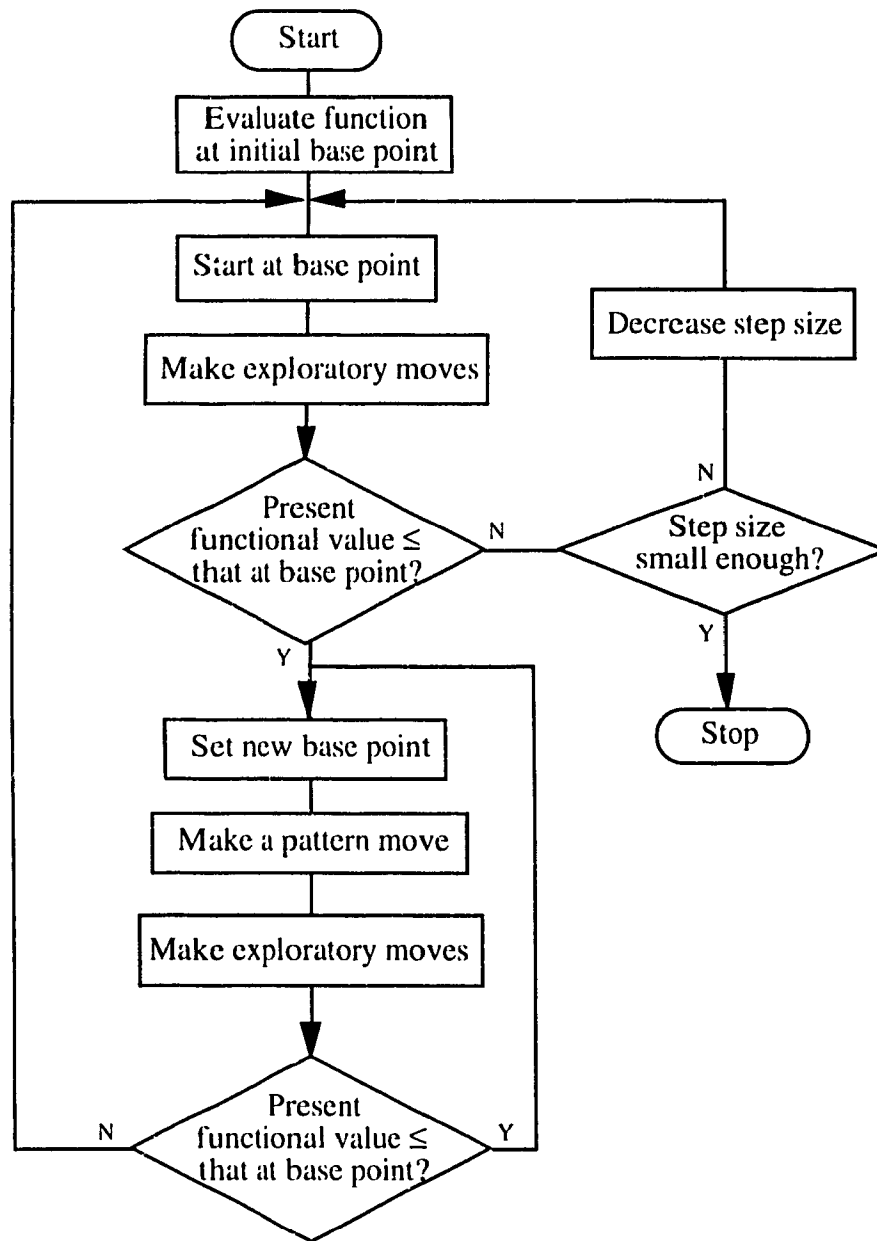 Start
Evaluate function
at initial base point
Start at base point
Decrease step size
Make exploratory moves
N
Present
functional value ≤
that at base point?
N
Step size
small enough?
Y
Y
Set new base point
Stop
Make a pattern move
Make exploratory moves
Present
functional value ≤
that at base point?
N
Y